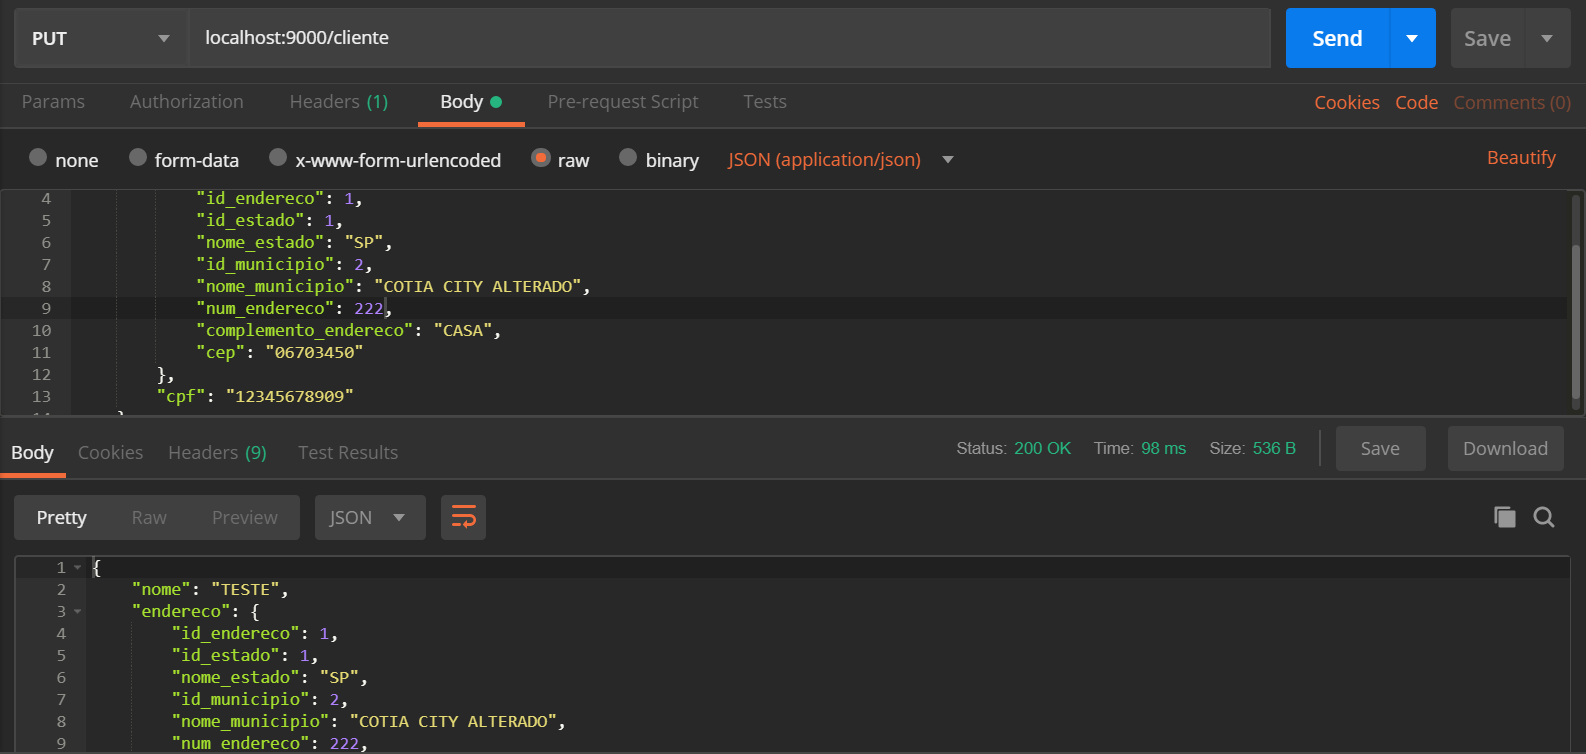 PUT localhost:9000/cliente Send Save
Params Authorization Headers (1) Body Pre-request Script Tests Cookies Code Comments (0)
none form-data x-www-form-urlencoded raw binary JSON (application/json) Beautify
4 "id_endereco": 1,
5 "id_estado": 1,
6 "nome_estado": "SP",
7 "id_municipio": 2,
8 "nome_municipio": "COTIA CITY ALTERADO",
9 "num_endereco": 222,
10 "complemento_endereco": "CASA",
11 "cep": "06703450"
12 },
13 "cpf": "12345678909"
Body Cookies Headers (9) Test Results Status: 200 OK Time: 98 ms Size: 536 B Save Download
Pretty Raw Preview JSON
1 {
2 "nome": "TESTE",
3 "endereco": {
4 "id_endereco": 1,
5 "id_estado": 1,
6 "nome_estado": "SP",
7 "id_municipio": 2,
8 "nome_municipio": "COTIA CITY ALTERADO",
9 "num_endereco": 222,